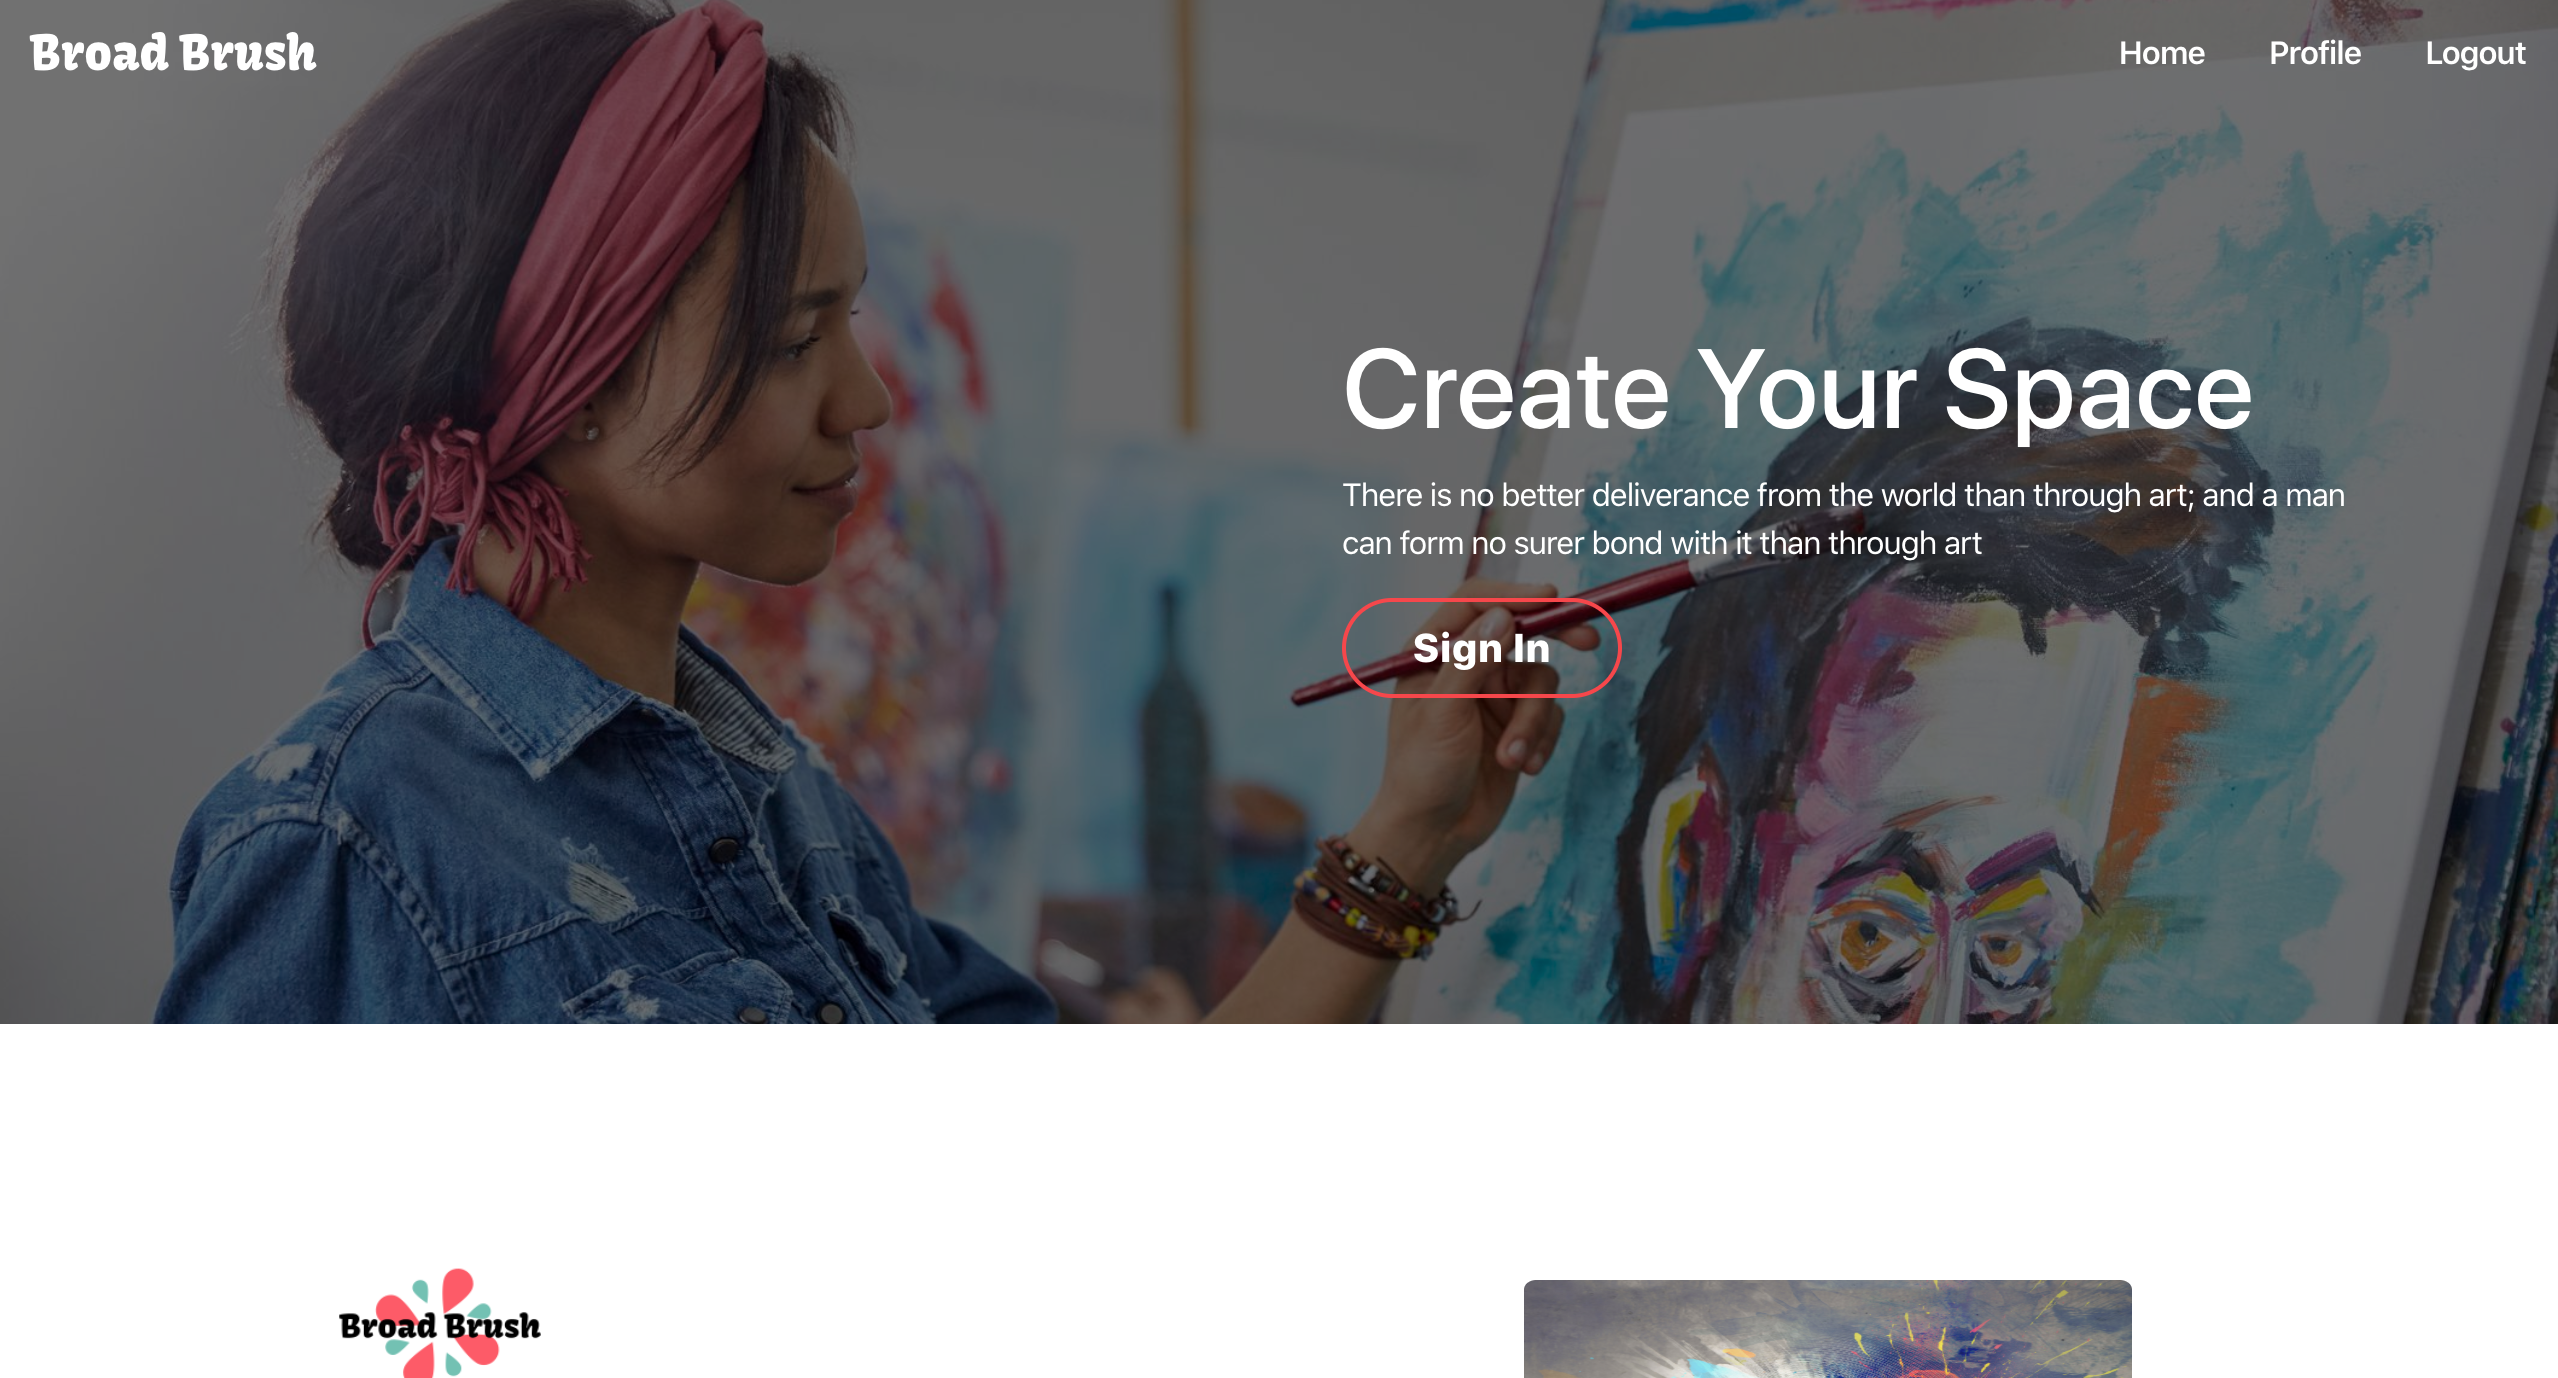 Broad Brush
Home
Profile
Logout
Create Your Space
There is no better deliverance from the world than through art; and a man
can form no surer bond with it than through art
Sign In
Broad Brush